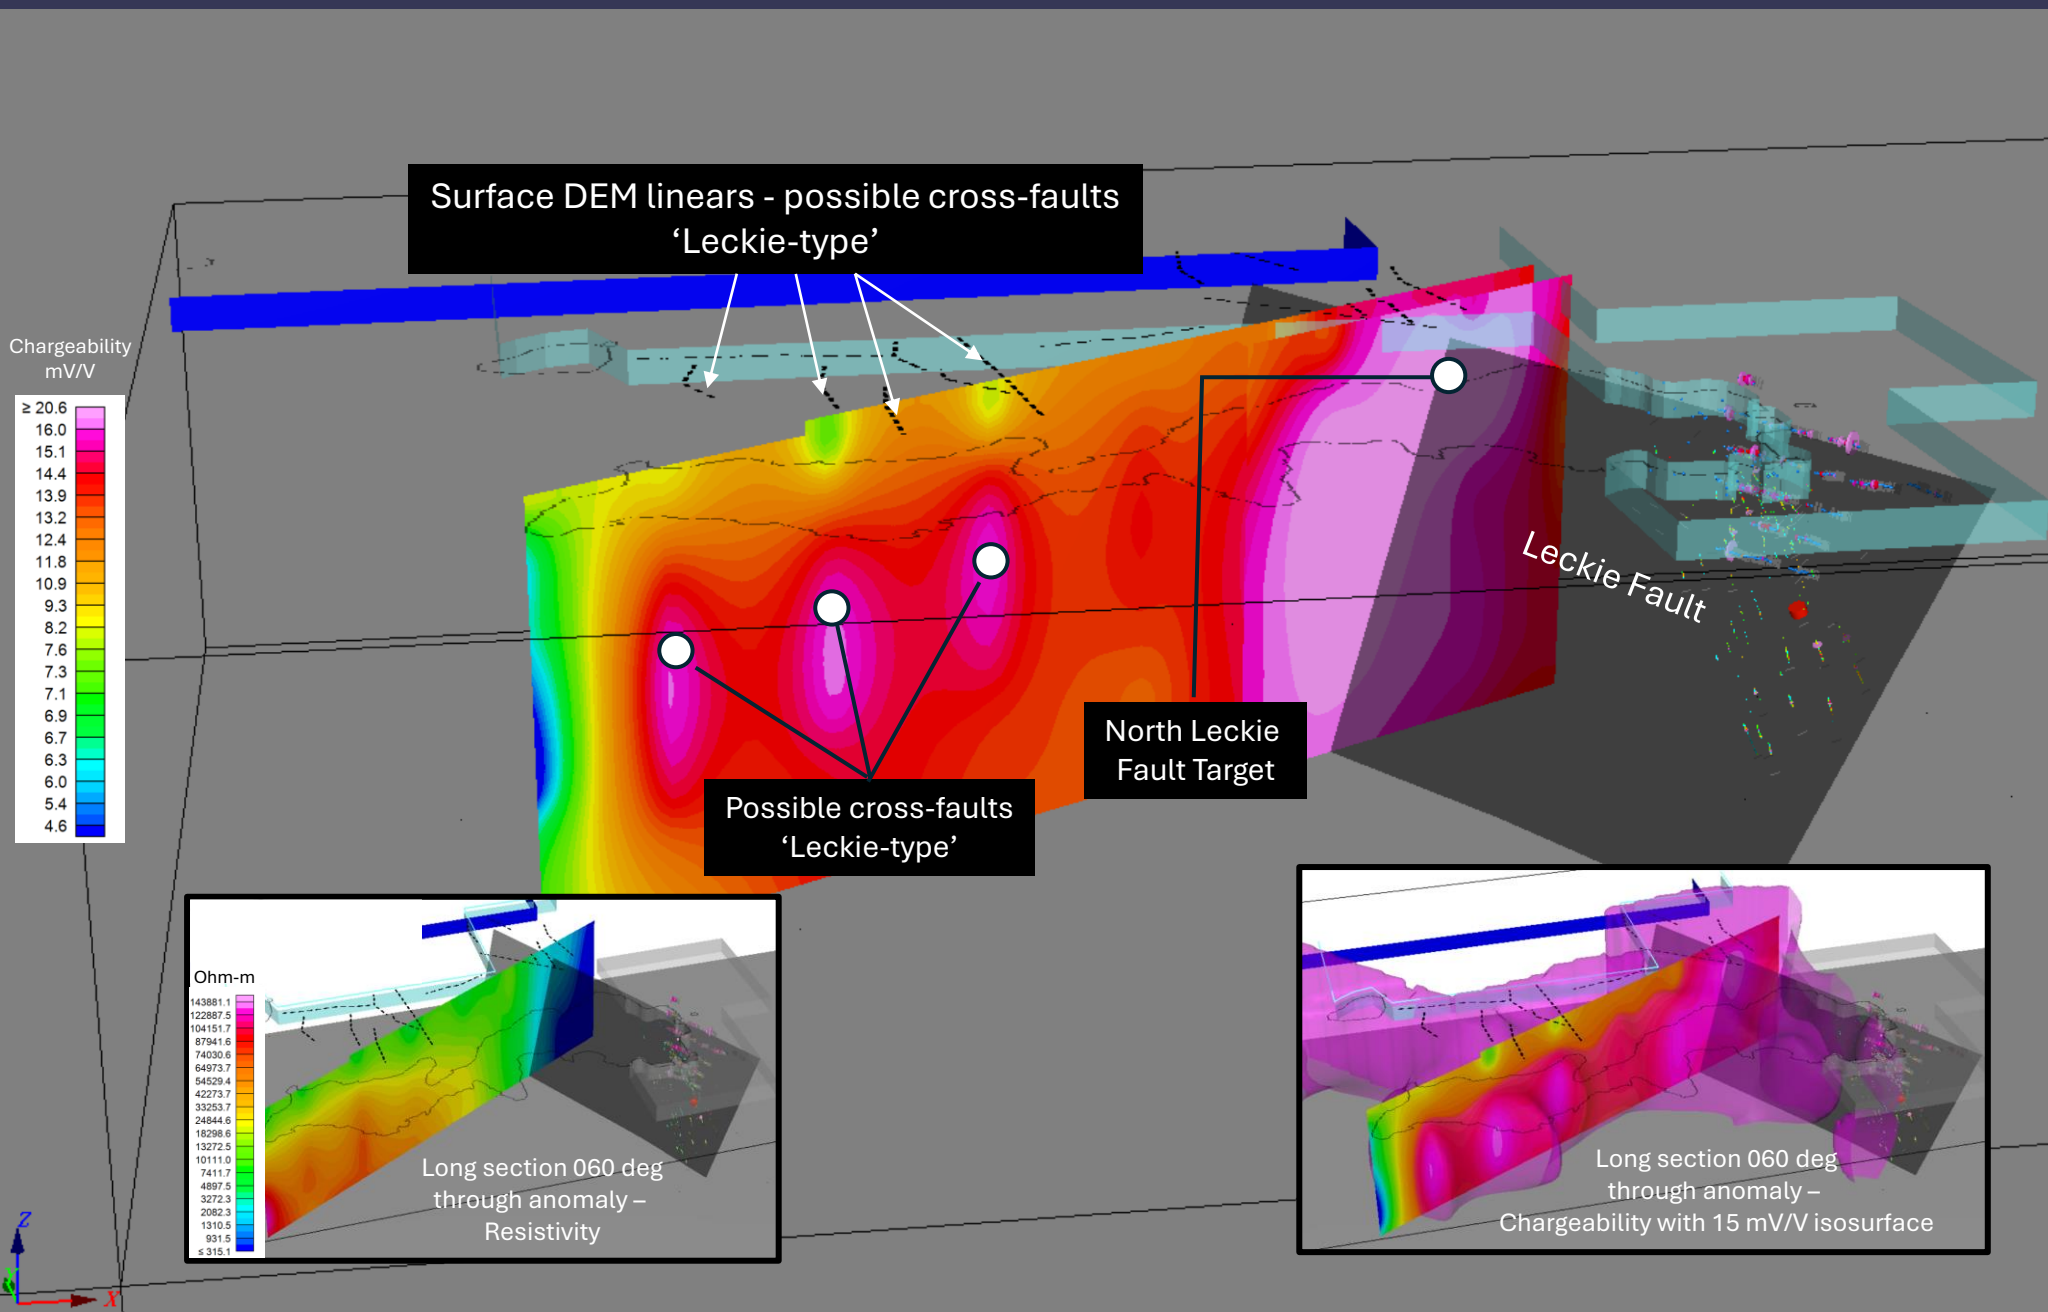 Surface DEM linears - possible cross-faults
‘Leckie-type’
Chargeability
mV/V
≥ 20.6
16.0
15.1
14.4
13.9
13.2
12.4
11.8
10.9
9.3
8.2
7.6
7.3
7.1
6.9
6.7
6.3
6.0
5.4
4.6
Leckie Fault
North Leckie
Fault Target
Possible cross-faults
‘Leckie-type’
Ohm-m
143881.1
122887.5
104151.7
87941.6
74030.6
64973.7
54529.4
42273.7
33253.7
24844.6
18298.6
13272.5
10111.0
7411.7
4897.5
3272.3
2082.3
1310.5
931.5
≤ 315.1
Long section 060 deg
through anomaly –
Resistivity
Long section 060 deg
through anomaly –
Chargeability with 15 mV/V isosurface
Z
Y
X